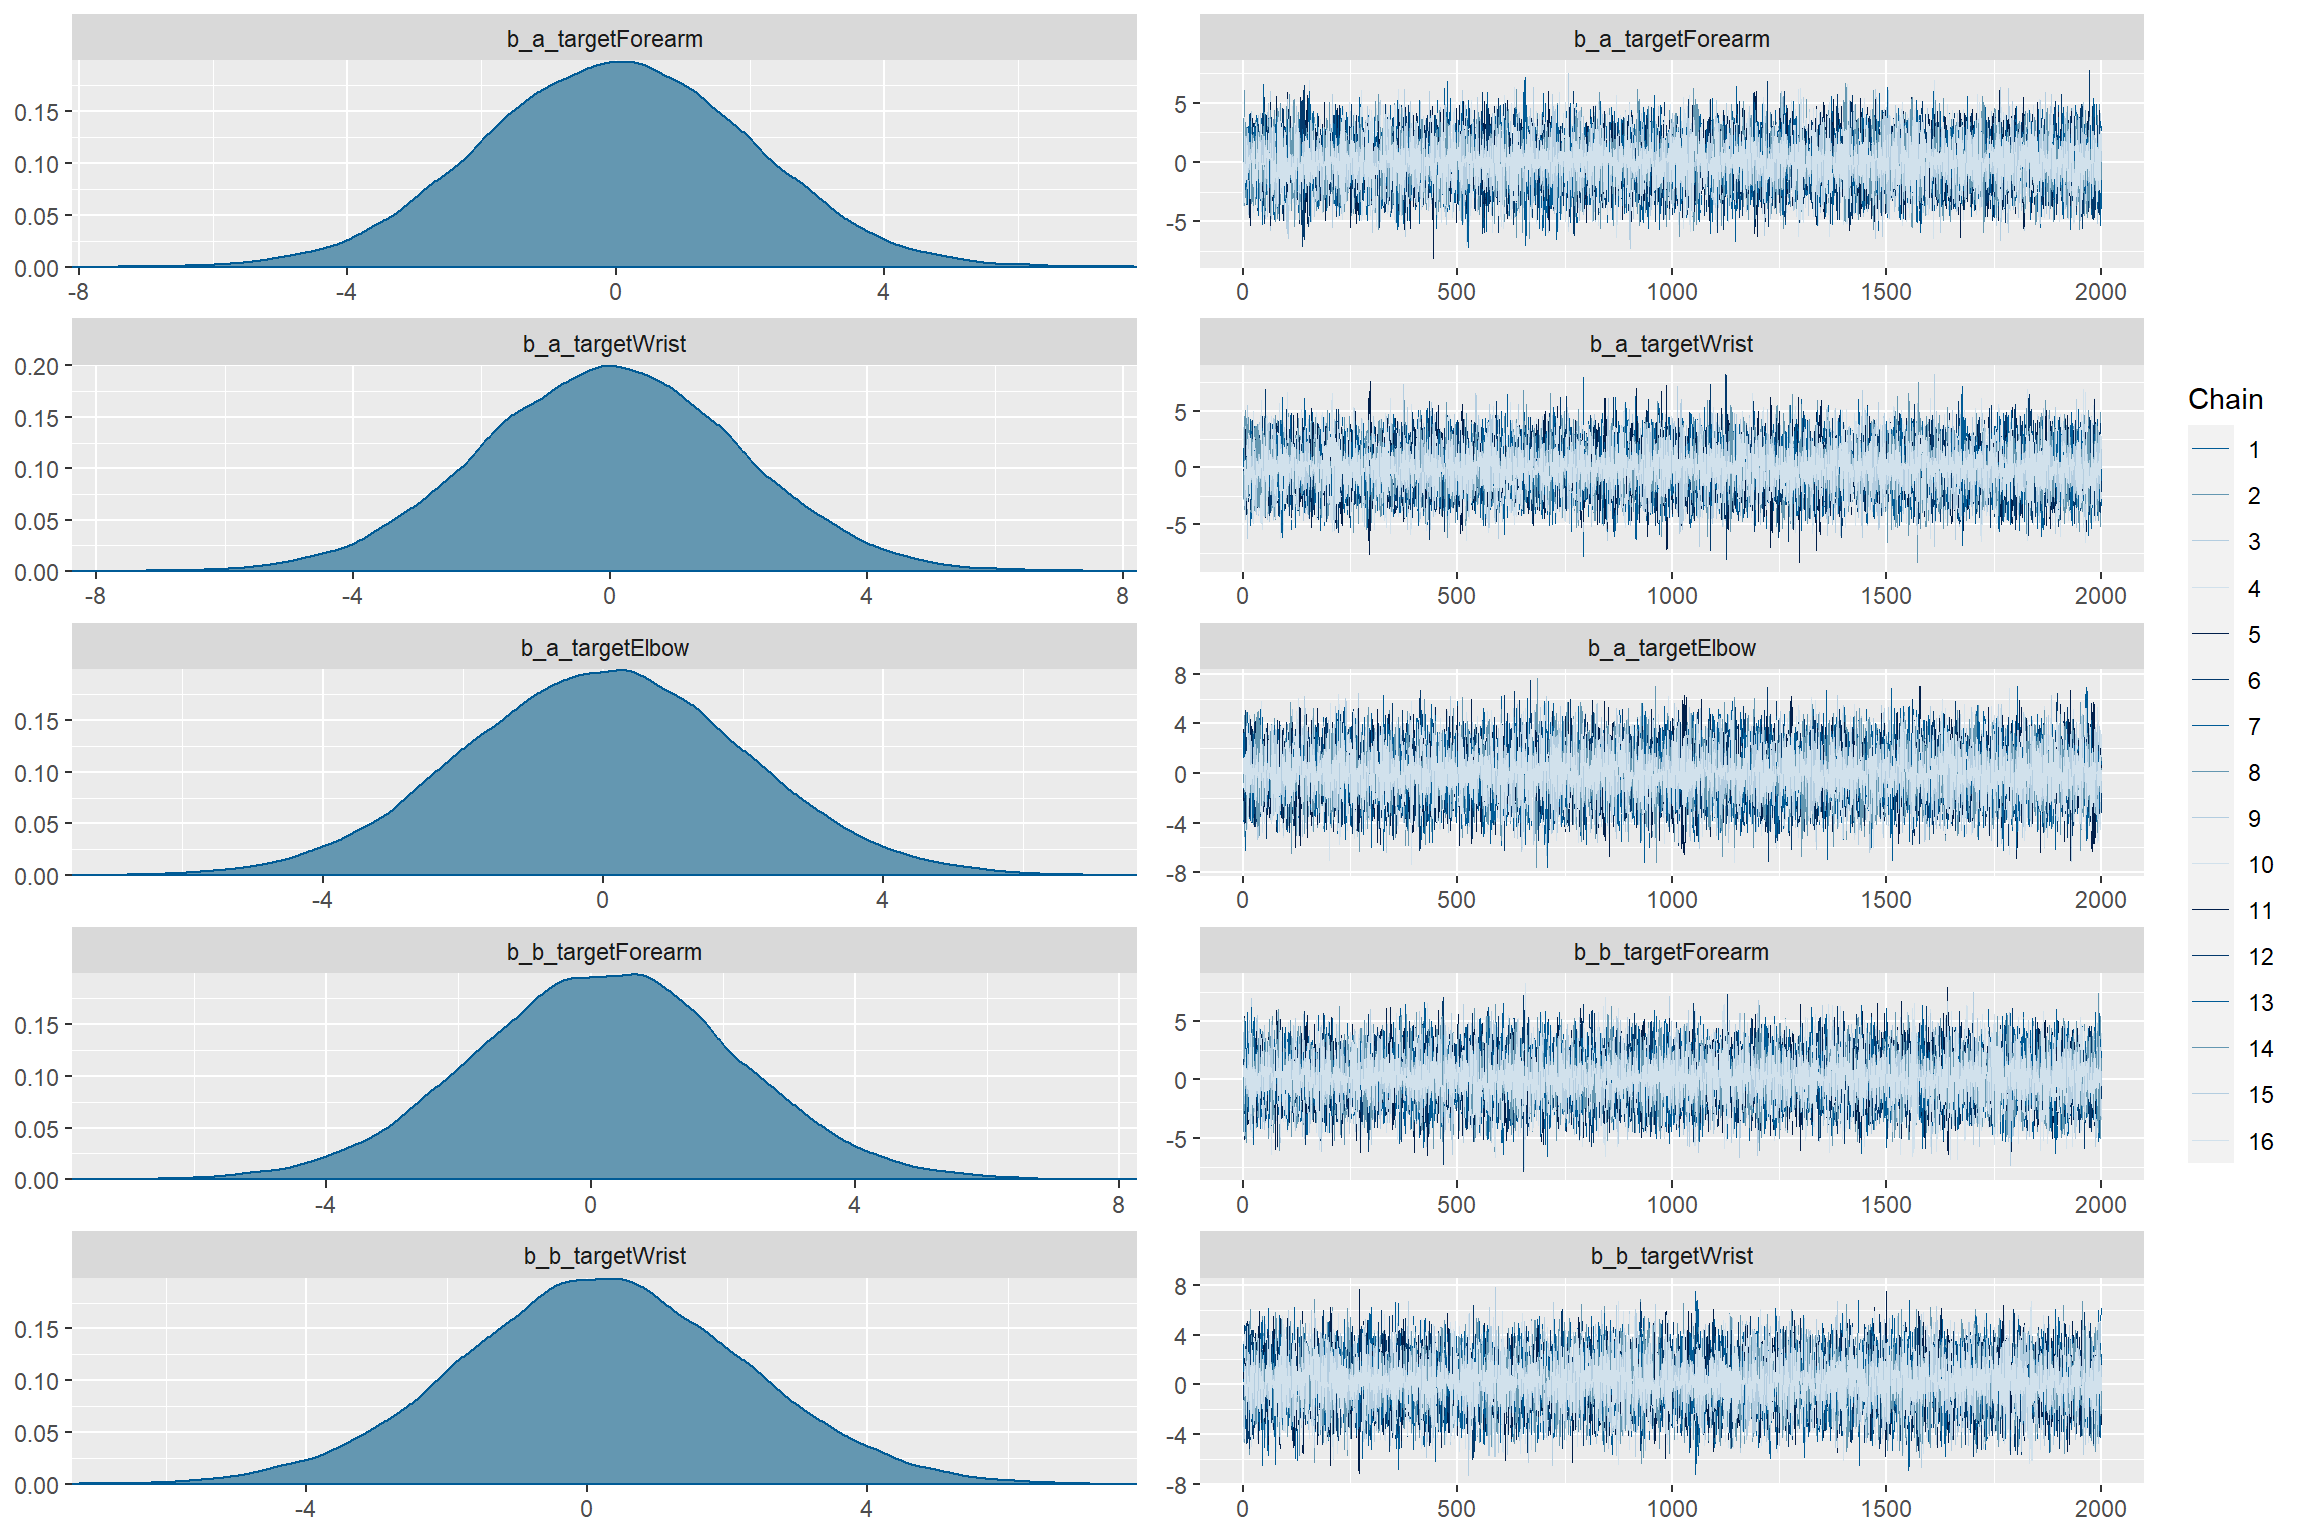 b_a_targetForearm
0.15
0.10
0.05
0.00
-8 -4 0 4
b_a_targetForearm
5
0
-5
0 500 1000 1500 2000
b_a_targetWrist
0.20
0.15
0.10
0.05
0.00
-8 -4 0 4 8
b_a_targetWrist
5
0
-5
0 500 1000 1500 2000
b_a_targetElbow
0.15
0.10
0.05
0.00
-4 0 4
b_a_targetElbow
8
4
0
-4
-8
0 500 1000 1500 2000
b_b_targetForearm
0.15
0.10
0.05
0.00
-4 0 4 8
b_b_targetForearm
5
0
-5
0 500 1000 1500 2000
b_b_targetWrist
0.15
0.10
0.05
0.00
-4 0 4
b_b_targetWrist
8
4
0
-4
-8
0 500 1000 1500 2000
Chain
1
2
3
4
5
6
7
8
9
10
11
12
13
14
15
16